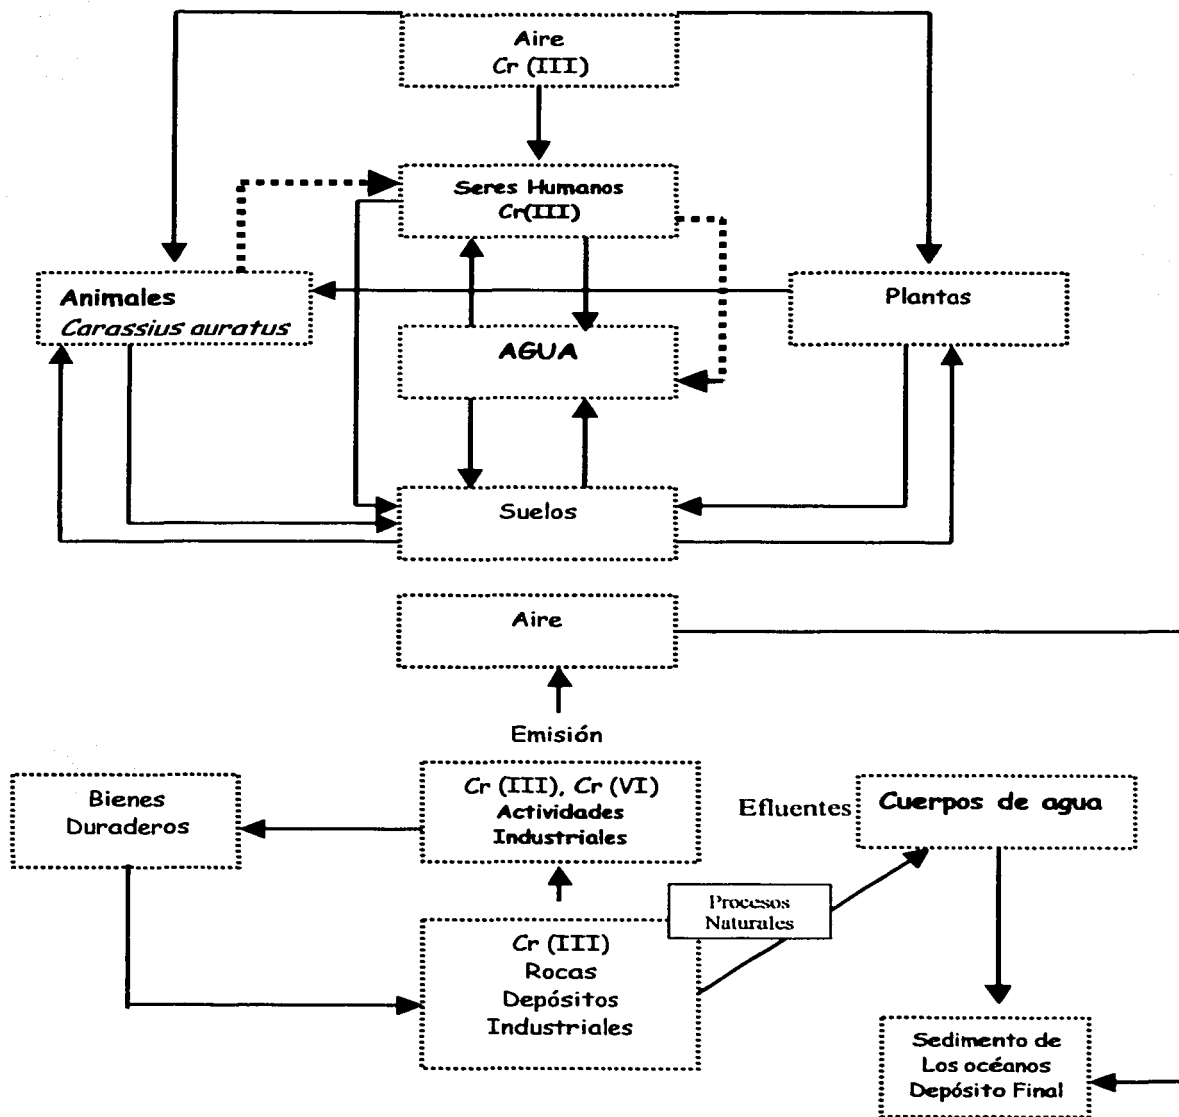 Aire
Cr (III)
Seres Humanos
Cr(III)
Animales
Carassius auratus
Plantas
AGUA
Suelos
Aire
Emisión
Bienes
Duraderos
Cr (III), Cr (VI)
Actividades
Industriales
Efluentes
Cuerpos de agua
Procesos
Naturales
Cr (III)
Rocas
Depósitos
Industriales
Sedimento de
Los océanos
Depósito Final